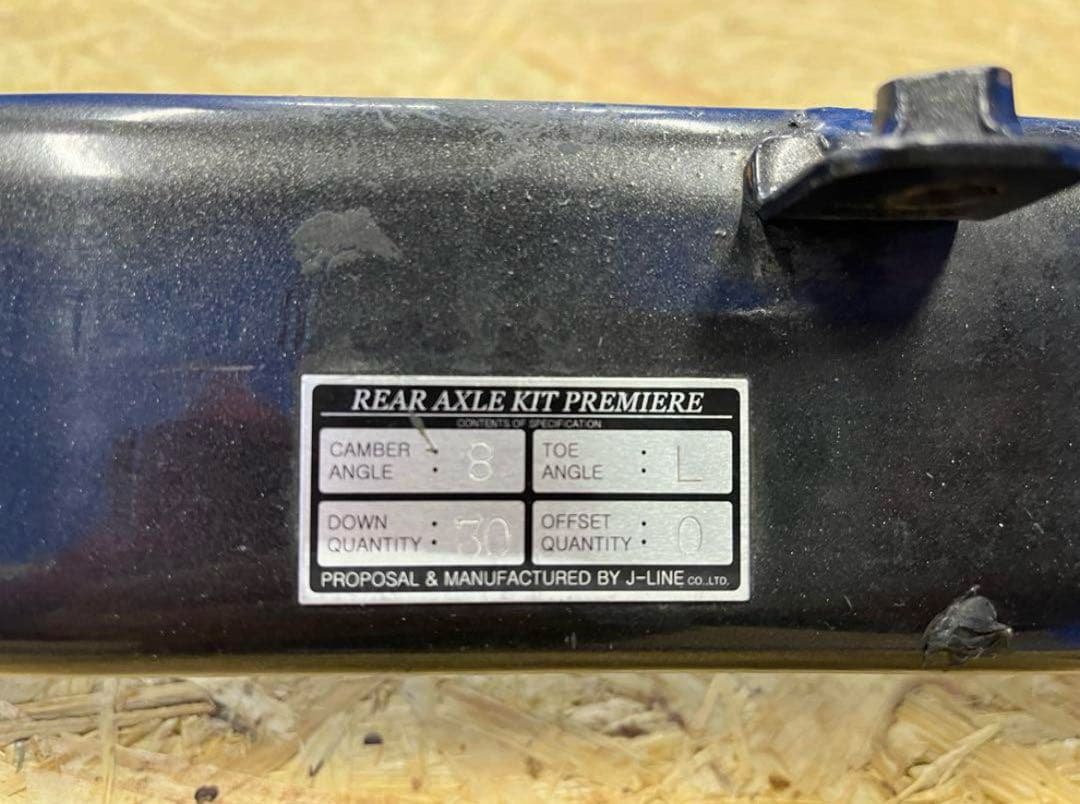 REAR AXLE KIT PREMIERE
CONTENTS OF SPECIFICATION
CAMBER ANGLE : 8
TOE ANGLE : L
DOWN QUANTITY : 30
OFFSET QUANTITY : 0
PROPOSAL & MANUFACTURED BY J-LINE CO.,LTD.